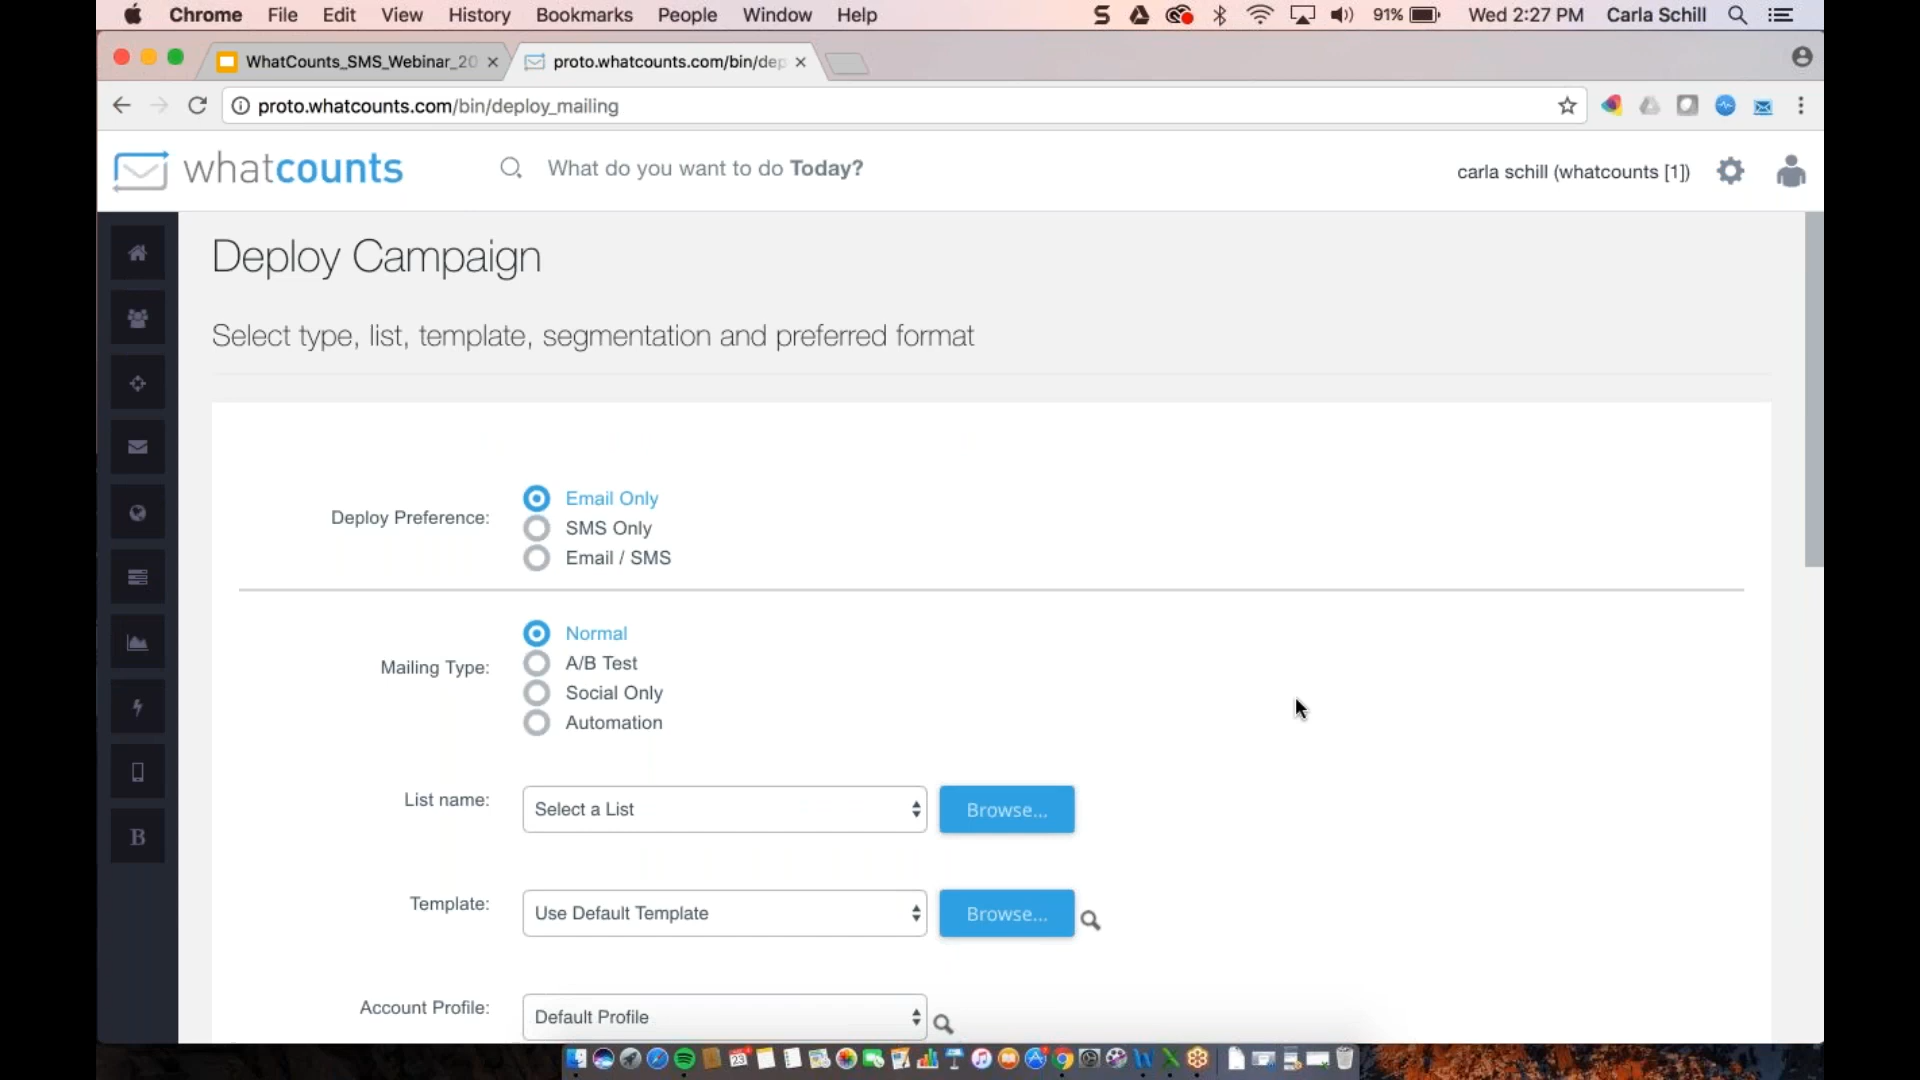 Chrome File Edit View History Bookmarks People Window Help 91% Wed 2:27 PM Carla Schill
WhatCounts_SMS_Webinar_20 proto.whatcounts.com/bin/dep
proto.whatcounts.com/bin/deploy_mailing
whatcounts What do you want to do Today? carla schill (whatcounts [1])
Deploy Campaign
Select type, list, template, segmentation and preferred format
Deploy Preference:
Email Only
SMS Only
Email / SMS
Mailing Type:
Normal
A/B Test
Social Only
Automation
List name: Select a List Browse...
Template: Use Default Template Browse...
Account Profile: Default Profile
B
23